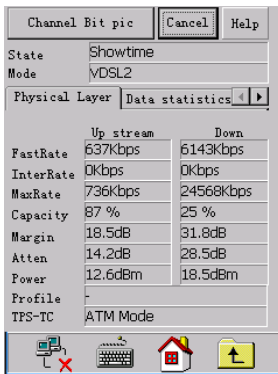 Channel Bit pic Cancel Help
State Showtime
Mode VDSL2
Physical Layer Data statistics
Up stream Down
FastRate 637Kbps 6143Kbps
InterRate 0Kbps 0Kbps
MaxRate 736Kbps 24568Kbps
Capacity 87 % 25 %
Margin 18.5dB 31.8dB
Atten 14.2dB 28.5dB
Power 12.6dBm 18.5dBm
Profile -
TPS-TC ATM Mode